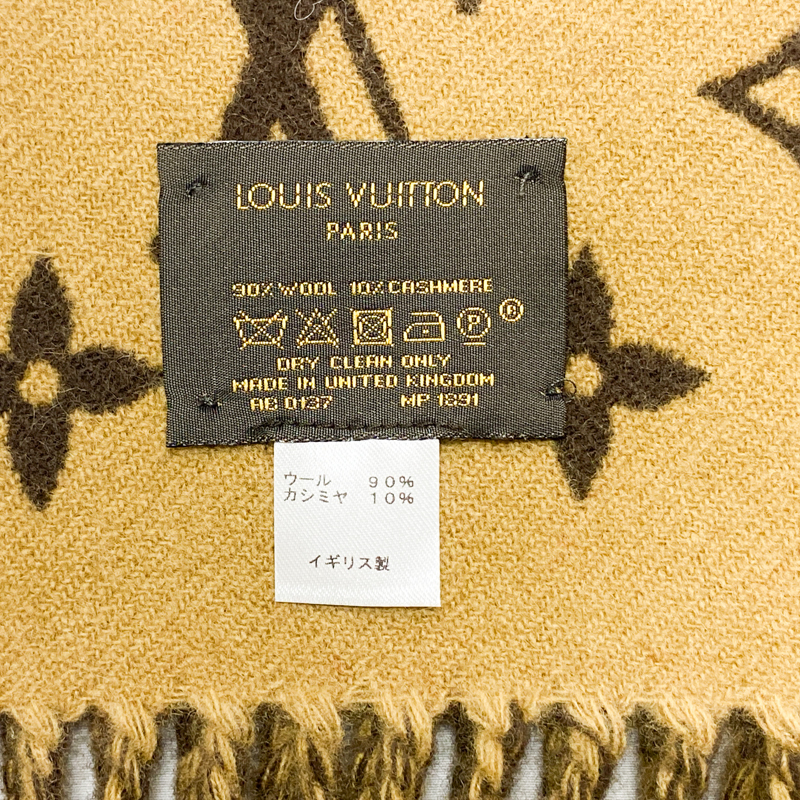 LOUIS VUITTON
PARIS
90% WOOL 10% CASHMERE
P ®
DRY CLEAN ONLY
MADE IN UNITED KINGDOM
AB 0137 MP 1891
ウール 90%
カシミヤ 10%
イギリス製